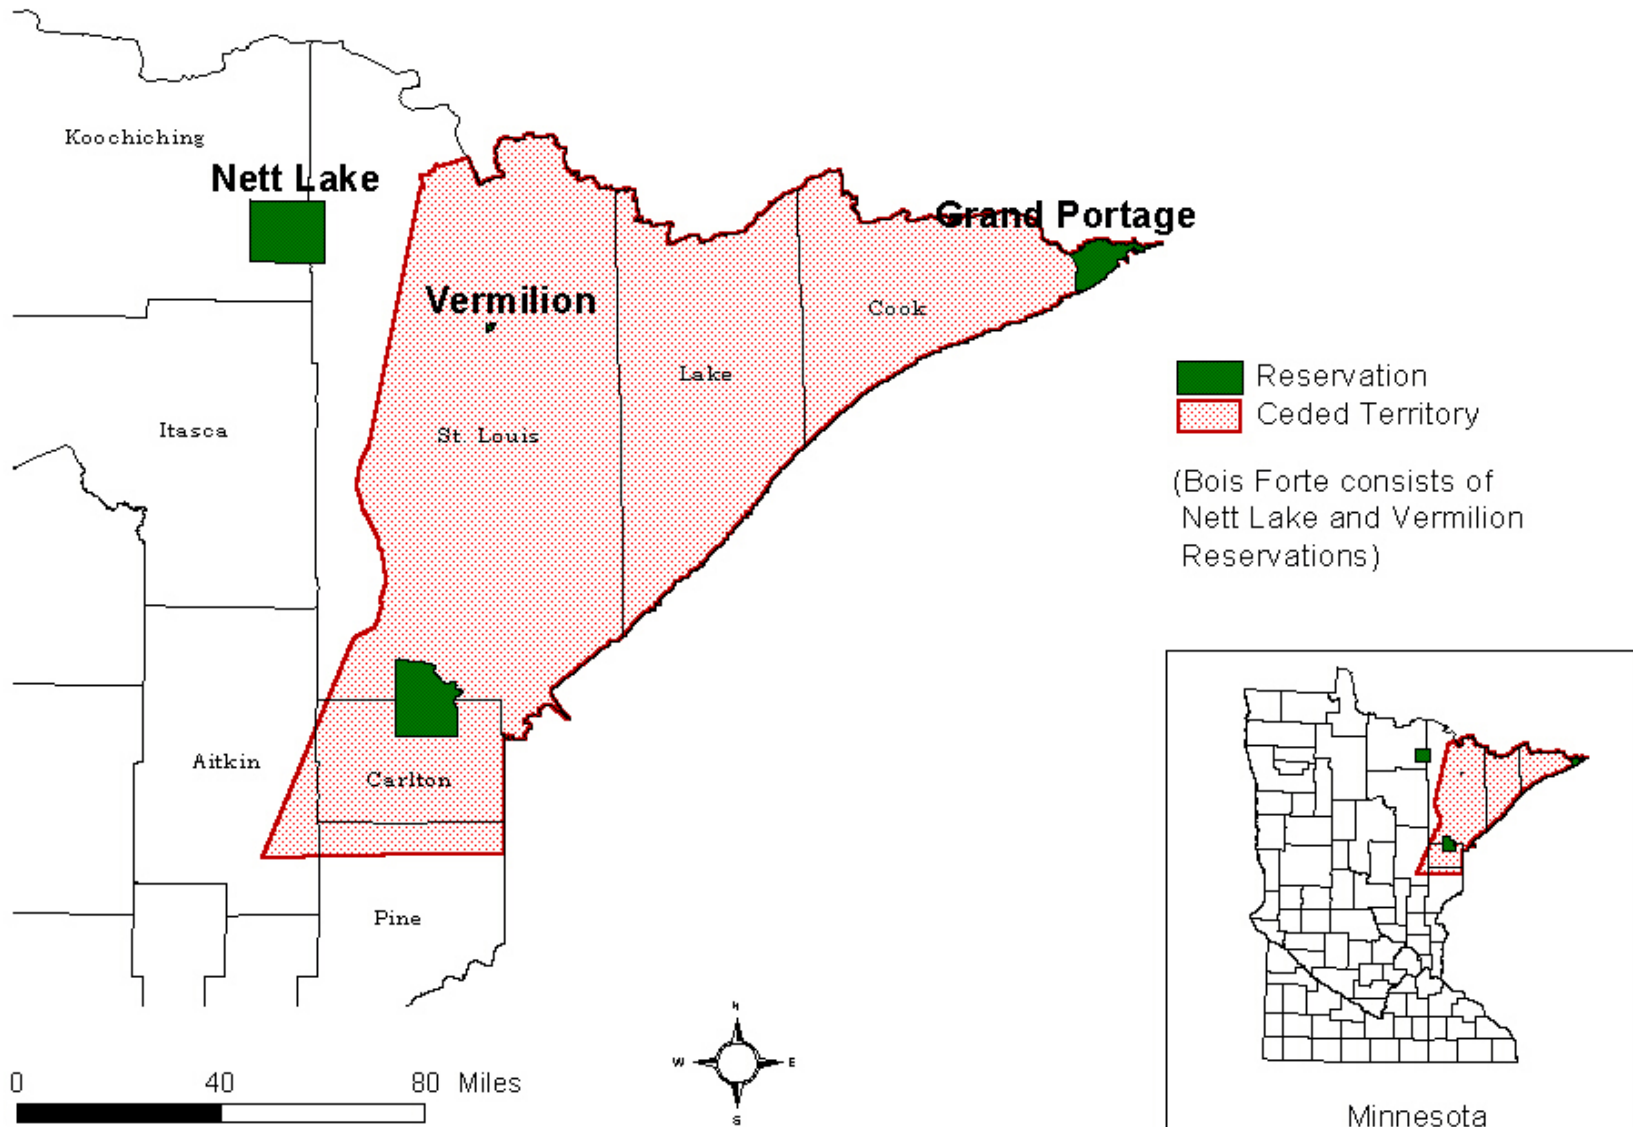 Koochiching
Nett Lake
Grand Portage
Vermilion
Cook
Lake
Itasca
St. Louis
Reservation
Ceded Territory
(Bois Forte consists of
Nett Lake and Vermilion
Reservations)
Aitkin
Carlton
Pine
N
W E
S
0 40 80 Miles
Minnesota